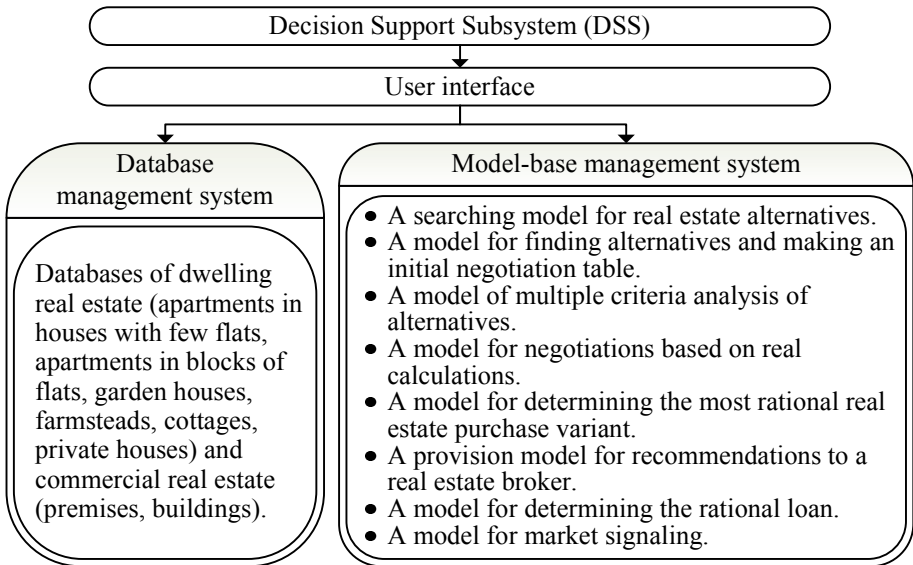 Decision Support Subsystem (DSS)
User interface
Database
management system
Databases of dwelling
real estate (apartments in
houses with few flats,
apartments in blocks of
flats, garden houses,
farmsteads, cottages,
private houses) and
commercial real estate
(premises, buildings).
Model-base management system
• A searching model for real estate alternatives.
• A model for finding alternatives and making an
initial negotiation table.
• A model of multiple criteria analysis of
alternatives.
• A model for negotiations based on real
calculations.
• A model for determining the most rational real
estate purchase variant.
• A provision model for recommendations to a
real estate broker.
• A model for determining the rational loan.
• A model for market signaling.